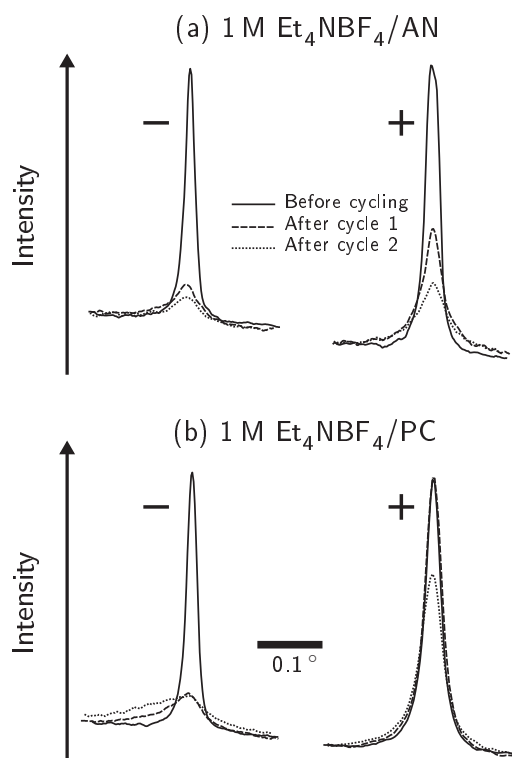 (a) 1 M Et₄NBF₄/AN
Intensity
− +
Before cycling
After cycle 1
After cycle 2
(b) 1 M Et₄NBF₄/PC
Intensity
− +
0.1 °